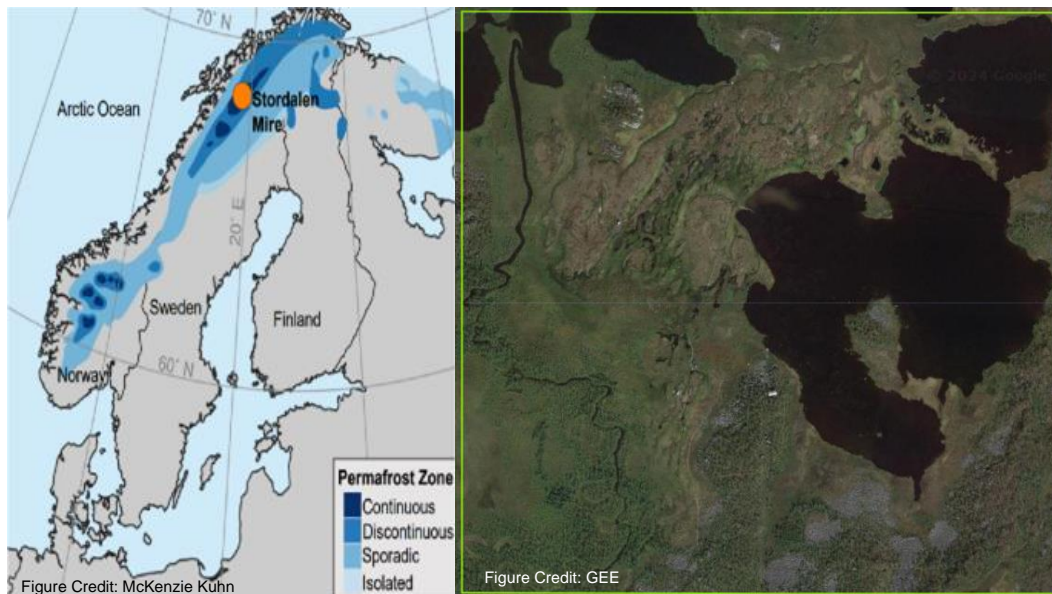 70° N
Arctic Ocean
Stordalen
Mire
20° E
Sweden
Finland
Norway
60° N
Permafrost Zone
Continuous
Discontinuous
Sporadic
Isolated
Figure Credit: McKenzie Kuhn
© 2024 Google
Figure Credit: GEE